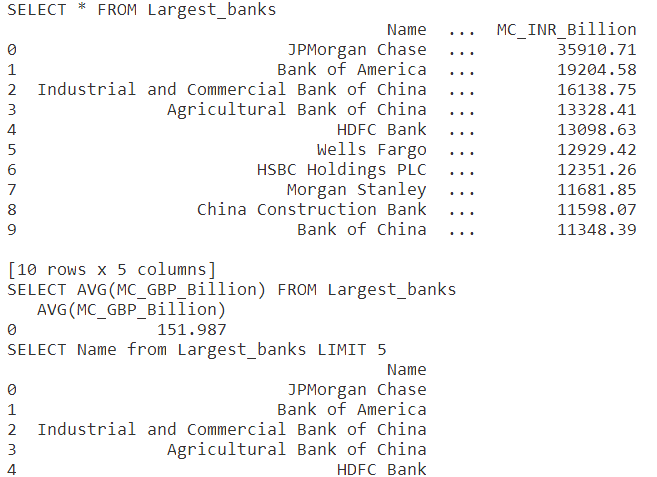 SELECT * FROM Largest_banks
                                      Name  ...  MC_INR_Billion
0                           JPMorgan Chase  ...        35910.71
1                          Bank of America  ...        19204.58
2  Industrial and Commercial Bank of China  ...        16138.75
3               Agricultural Bank of China  ...        13328.41
4                                HDFC Bank  ...        13098.63
5                              Wells Fargo  ...        12929.42
6                        HSBC Holdings PLC  ...        12351.26
7                           Morgan Stanley  ...        11681.85
8                  China Construction Bank  ...        11598.07
9                            Bank of China  ...        11348.39

[10 rows x 5 columns]
SELECT AVG(MC_GBP_Billion) FROM Largest_banks
   AVG(MC_GBP_Billion)
0              151.987
SELECT Name from Largest_banks LIMIT 5
                                      Name
0                           JPMorgan Chase
1                          Bank of America
2  Industrial and Commercial Bank of China
3               Agricultural Bank of China
4                                HDFC Bank